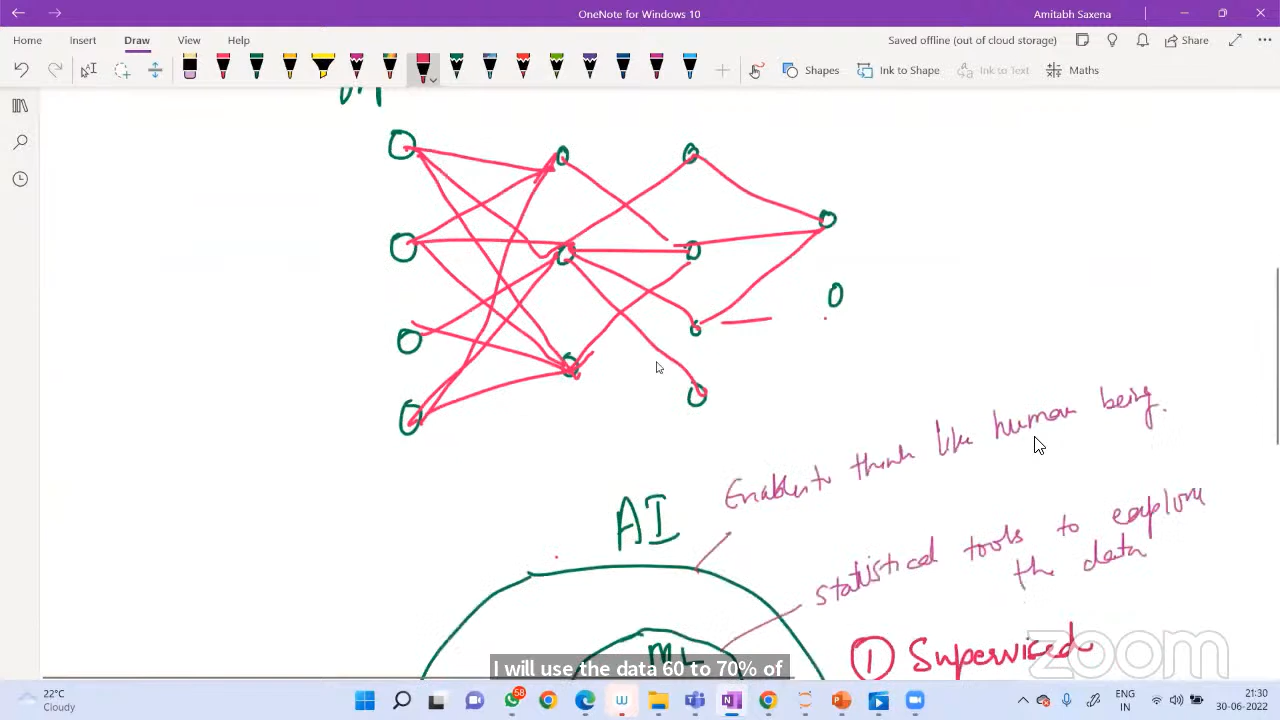 OneNote for Windows 10
Amitabh Saxena
Home Insert Draw View Help
Saved offline (out of cloud storage)
Share
Shapes
Ink to Shape
Ink to Text
Maths
Enables to think like human being.
AI
statistical tools to explore
the data
ML
① Supervised
zoom
I will use the data 60 to 70% of
22°C
Cloudy
58
ENG
IN
21:30
30-06-2022